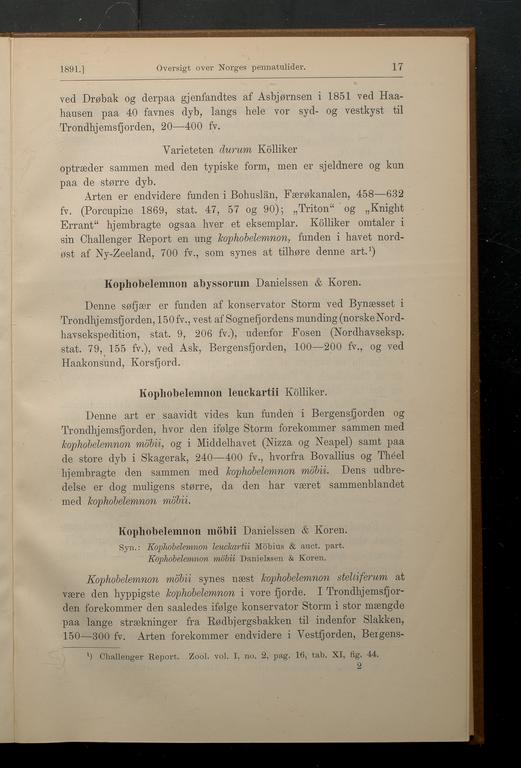 1891.] Oversigt over Norges pennatulider. 17
ved Drøbak og derpaa gjenfandtes af Asbjørnsen i 1851 ved Haa-
hausen paa 40 favnes dyb, langs hele vor syd- og vestkyst til
Trondhjemsfjorden, 20—400 fv.
Varieteten durum Kölliker
optræder sammen med den typiske form, men er sjeldnere og kun
paa de større dyb.
Arten er endvidere funden i Bohuslän, Færøkanalen, 458—632
fv. (Porcupine 1869, stat. 47, 57 og 90); „Triton“ og „Knight
Errant“ hjembragte ogsaa hver et eksemplar. Kölliker omtaler i
sin Challenger Report en ung kophobelemnon, funden i havet nord-
øst af Ny-Zeeland, 700 fv., som synes at tilhøre denne art.¹)
Kophobelemnon abyssorum Danielssen & Koren.
Denne søfjær er funden af konservator Storm ved Bynæsset i
Trondhjemsfjorden, 150 fv., vest af Sognefjordens munding (norske Nord-
havsekspedition, stat. 9, 206 fv.), udenfor Fosen (Nordhavseksp.
stat. 79, 155 fv.), ved Ask, Bergensfjorden, 100—200 fv., og ved
Haakonsund, Korsfjord.
Kophobelemnon leuckartii Kölliker.
Denne art er saavidt vides kun funden i Bergensfjorden og
Trondhjemsfjorden, hvor den ifølge Storm forekommer sammen med
kophobelemnon möbii, og i Middelhavet (Nizza og Neapel) samt paa
de store dyb i Skagerak, 240—400 fv., hvorfra Bovallius og Théel
hjembragte den sammen med kophobelemnon möbii. Dens udbre-
delse er dog muligens større, da den har været sammenblandet
med kophobelemnon möbii.
Kophobelemnon möbii Danielssen & Koren.
Syn.: Kophobelemnon leuckartii Möbius & auct. part.
Kophobelemnon möbii Danielssen & Koren.
Kophobelemnon möbii synes næst kophobelemnon stelliferum at
være den hyppigste kophobelemnon i vore fjorde. I Trondhjemsfjor-
den forekommer den saaledes ifølge konservator Storm i stor mængde
paa lange strækninger fra Rødbjergsbakken til indenfor Slakken,
150—300 fv. Arten forekommer endvidere i Vestfjorden, Bergens-
¹) Challenger Report. Zool. vol. I, no. 2, pag. 16, tab. XI, fig. 44.
2